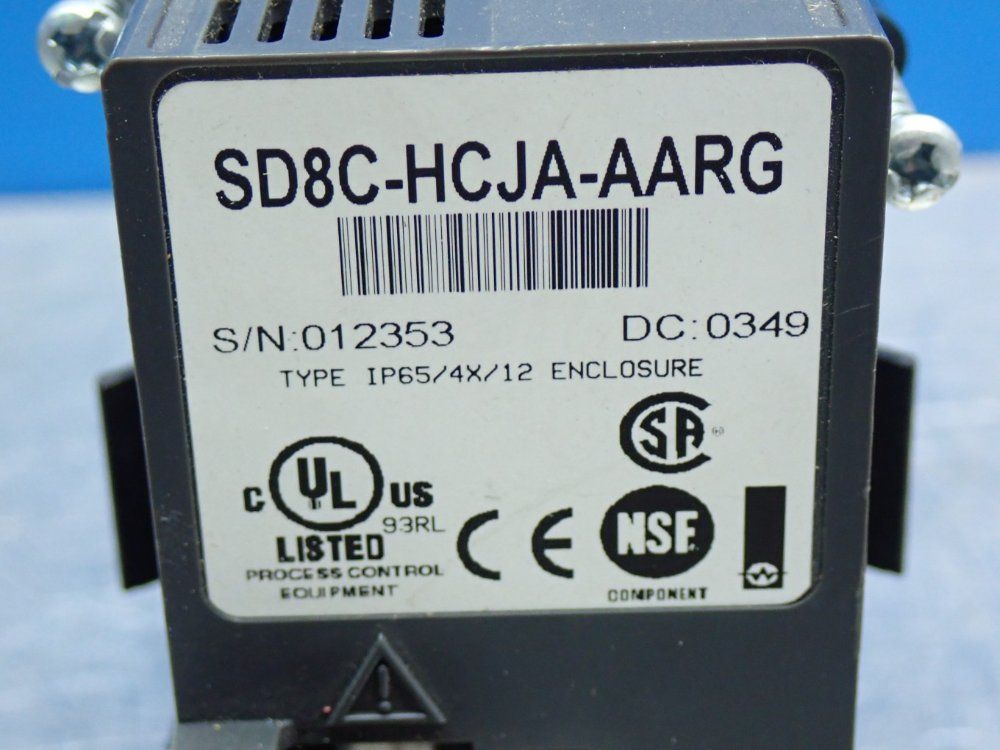 SD8C-HCJA-AARG
S/N:012353 DC:0349
TYPE IP65/4X/12 ENCLOSURE
SA
C UL US
93RL
LISTED
PROCESS CONTROL
EQUIPMENT
CE
NSF.
COMPONENT
W
!